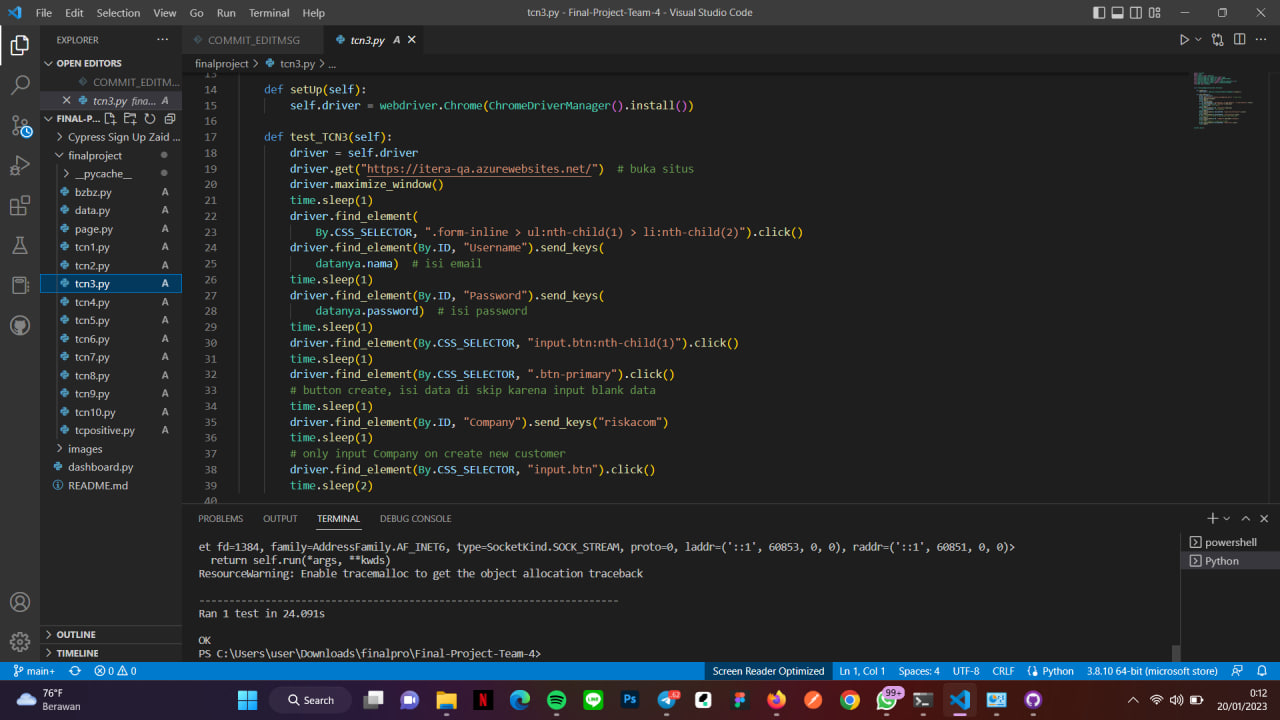 File Edit Selection View Go Run Terminal Help
tcn3.py - Final-Project-Team-4 - Visual Studio Code
EXPLORER
COMMIT_EDITMSG
tcn3.py A
finalproject > tcn3.py > ...
OPEN EDITORS
COMMIT_EDITM...
tcn3.py fina... A
FINAL-P...
Cypress Sign Up Zaid ...
finalproject
__pycache__
bzbz.py A
data.py A
page.py A
tcn1.py A
tcn2.py A
tcn3.py A
tcn4.py A
tcn5.py A
tcn6.py A
tcn7.py A
tcn8.py A
tcn9.py A
tcn10.py A
tcpositive.py A
images
dashboard.py
README.md
OUTLINE
TIMELINE
13
14 def setUp(self):
15 self.driver = webdriver.Chrome(ChromeDriverManager().install())
16
17 def test_TCN3(self):
18 driver = self.driver
19 driver.get("https://itera-qa.azurewebsites.net/") # buka situs
20 driver.maximize_window()
21 time.sleep(1)
22 driver.find_element(
23 By.CSS_SELECTOR, ".form-inline > ul:nth-child(1) > li:nth-child(2)").click()
24 driver.find_element(By.ID, "Username").send_keys(
25 datanya.nama) # isi email
26 time.sleep(1)
27 driver.find_element(By.ID, "Password").send_keys(
28 datanya.password) # isi password
29 time.sleep(1)
30 driver.find_element(By.CSS_SELECTOR, "input.btn:nth-child(1)").click()
31 time.sleep(1)
32 driver.find_element(By.CSS_SELECTOR, ".btn-primary").click()
33 # button create, isi data di skip karena input blank data
34 time.sleep(1)
35 driver.find_element(By.ID, "Company").send_keys("riskacom")
36 time.sleep(1)
37 # only input Company on create new customer
38 driver.find_element(By.CSS_SELECTOR, "input.btn").click()
39 time.sleep(2)
40
PROBLEMS OUTPUT TERMINAL DEBUG CONSOLE
et fd=1384, family=AddressFamily.AF_INET6, type=SocketKind.SOCK_STREAM, proto=0, laddr=('::1', 60853, 0, 0), raddr=('::1', 60851, 0, 0)>
return self.run(*args, **kwds)
ResourceWarning: Enable tracemalloc to get the object allocation traceback
----------------------------------------------------------------------
Ran 1 test in 24.091s
OK
PS C:\Users\user\Downloads\finalpro\Final-Project-Team-4>
powershell
Python
main+ 0 0 Screen Reader Optimized Ln 1, Col 1 Spaces: 4 UTF-8 CRLF Python 3.8.10 64-bit (microsoft store)
76°F
Berawan
Search
99+
62
0:12
20/01/2023